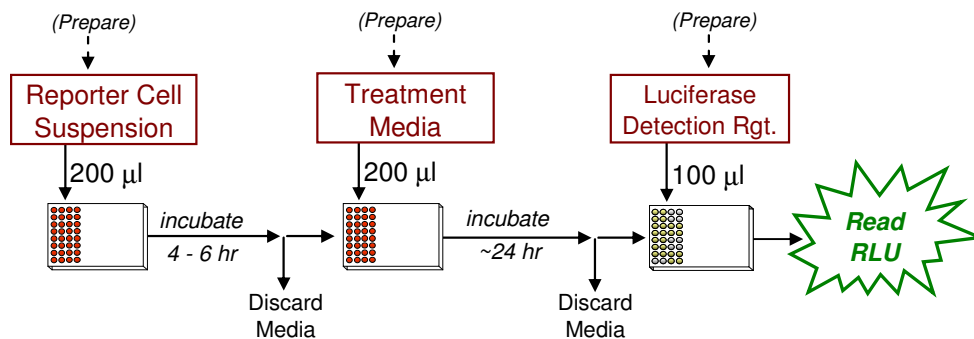 (Prepare)
(Prepare)
(Prepare)
Reporter Cell
Suspension
Treatment
Media
Luciferase
Detection Rgt.
200 µl
200 µl
100 µl
incubate
4 - 6 hr
incubate
~24 hr
Read
RLU
Discard
Media
Discard
Media